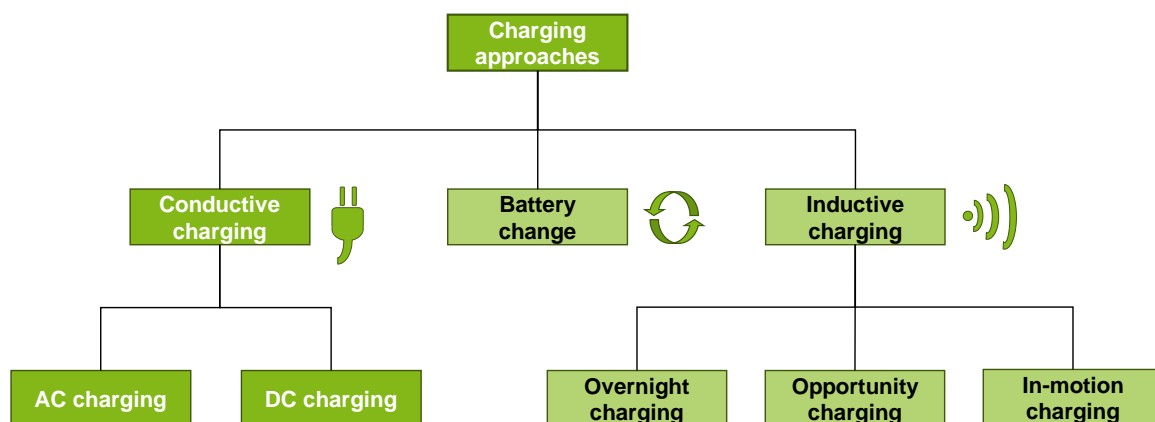 Charging
approaches
Conductive
charging
Battery
change
Inductive
charging
AC charging
DC charging
Overnight
charging
Opportunity
charging
In-motion
charging